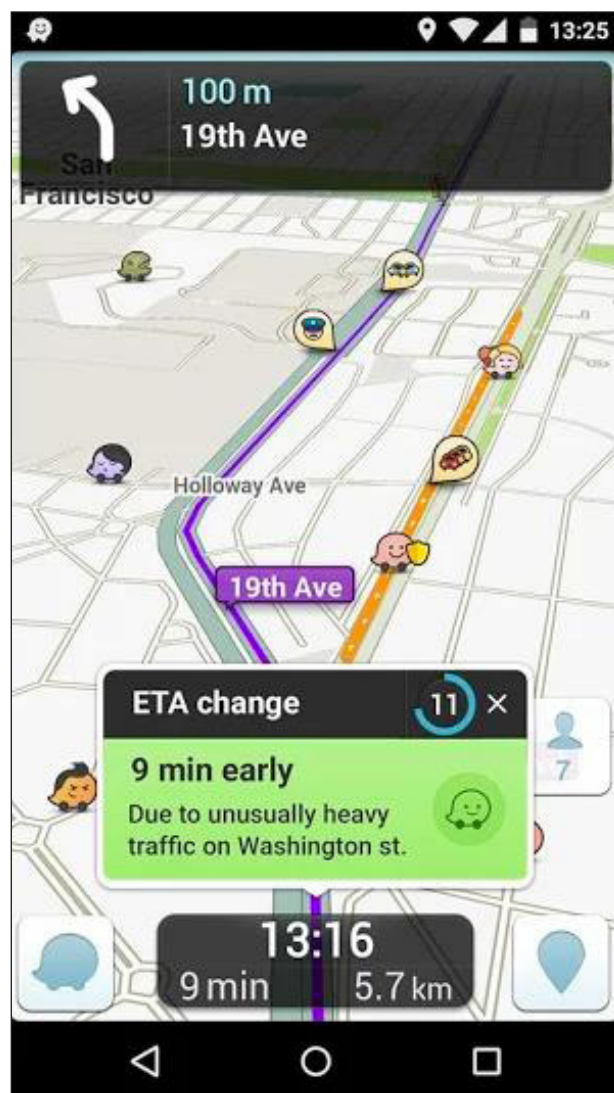 13:25
100 m
19th Ave
San
Francisco
Holloway Ave
19th Ave
ETA change
11
9 min early
Due to unusually heavy
traffic on Washington st.
7
13:16
9 min 5.7 km